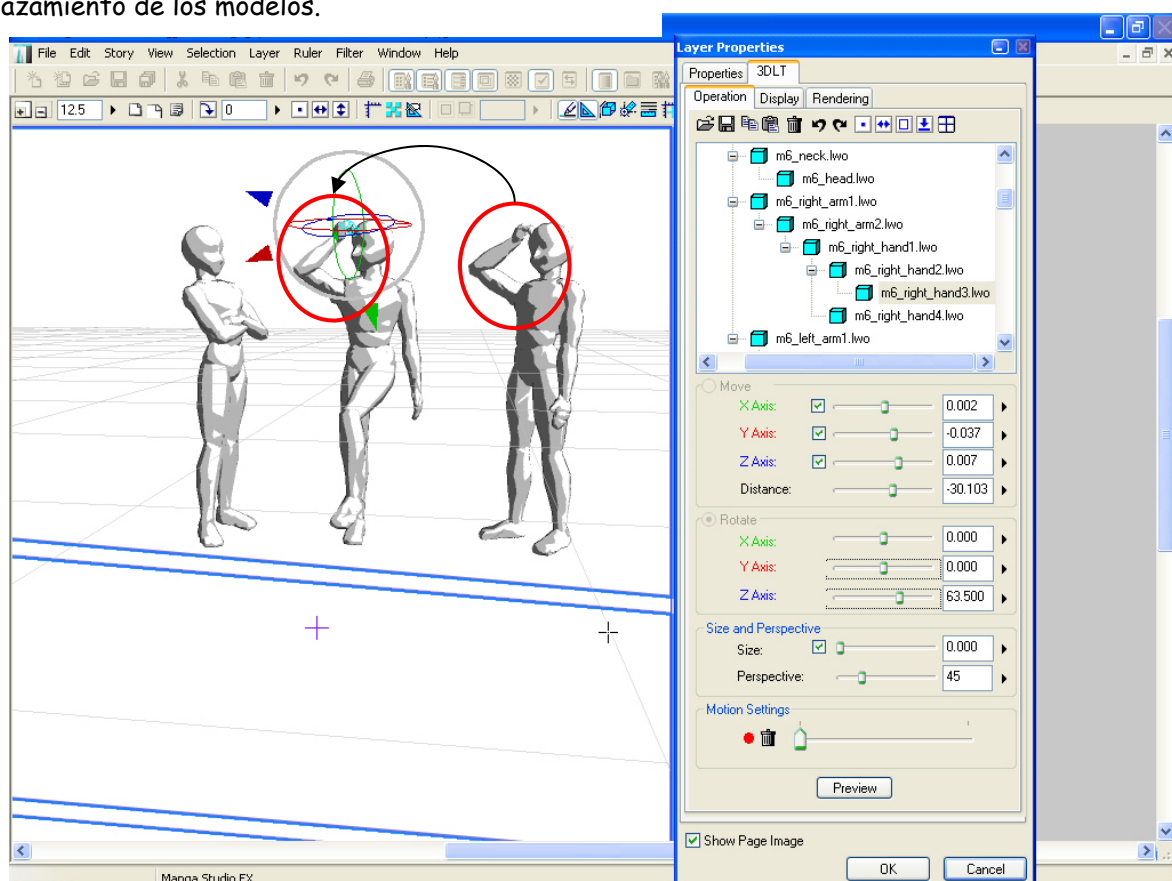 azamiento de los modelos.
File Edit Story View Selection Layer Ruler Filter Window Help
12.5 0
Layer Properties
Properties 3DLT
Operation Display Rendering
m6_neck.lwo
m6_head.lwo
m6_right_arm1.lwo
m6_right_arm2.lwo
m6_right_hand1.lwo
m6_right_hand2.lwo
m6_right_hand3.lwo
m6_right_hand4.lwo
m6_left_arm1.lwo
Move
X Axis: 0.002
Y Axis: -0.037
Z Axis: 0.007
Distance: -30.103
Rotate
X Axis: 0.000
Y Axis: 0.000
Z Axis: 63.500
Size and Perspective
Size: 0.000
Perspective: 45
Motion Settings
Preview
Show Page Image
OK Cancel
Manga Studio EX